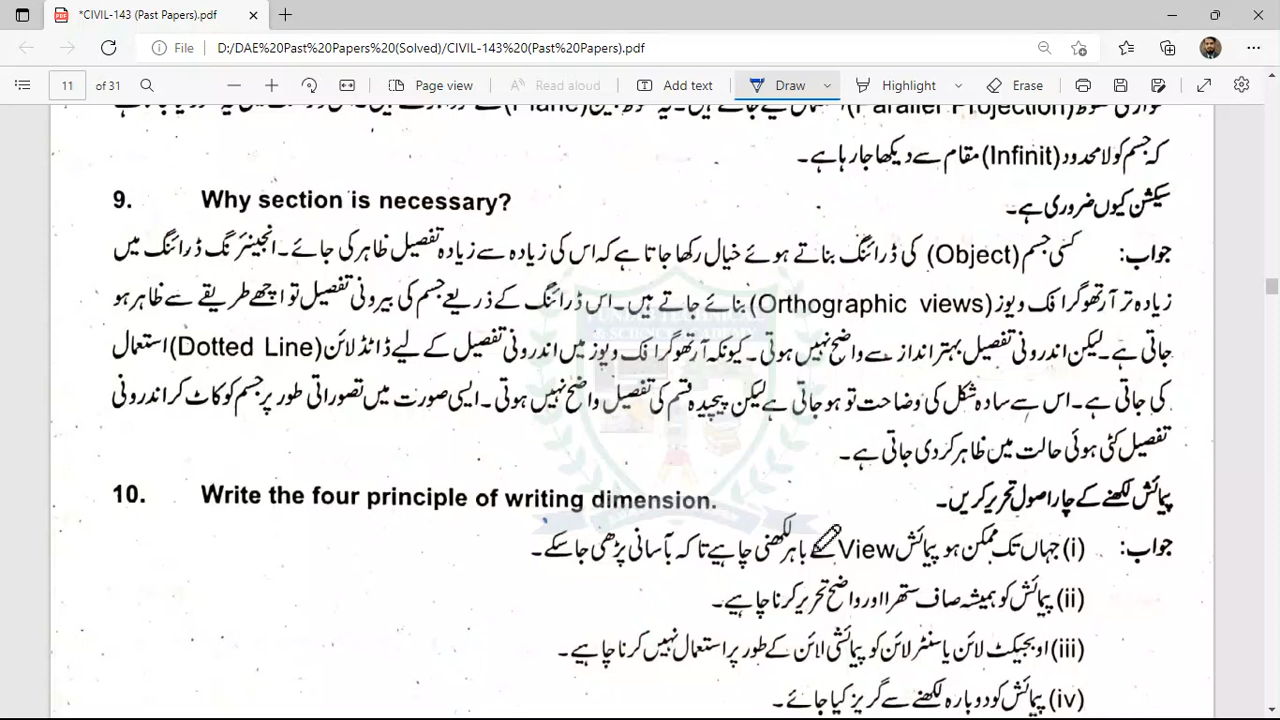 *CIVIL-143 (Past Papers).pdf
File D:/DAE%20Past%20Papers%20(Solved)/CIVIL-143%20(Past%20Papers).pdf
11 of 31 Page view Read aloud Add text Draw Highlight Erase
(Parallel Projection) (Plane)
کہ جسم کو لامحدود (Infinit) مقام سے دیکھا جا رہا ہے۔
9. Why section is necessary? سیکشن کیوں ضروری ہے۔
جواب: کسی جسم (Object) کی ڈرائنگ بناتے ہوئے خیال رکھا جاتا ہے کہ اس کی زیادہ سے زیادہ تفصیل ظاہر کی جائے۔ انجینئرنگ ڈرائنگ میں
زیادہ تر آرتھوگرافک ویوز (Orthographic views) بنائے جاتے ہیں۔ اس ڈرائنگ کے ذریعے جسم کی بیرونی تفصیل تو اچھے طریقے سے ظاہر ہو
جاتی ہے۔ لیکن اندرونی تفصیل بہتر انداز سے واضح نہیں ہوتی۔ کیونکہ آرتھوگرافک ویوز میں اندرونی تفصیل کے لیے ڈاٹڈ لائن (Dotted Line) استعمال
کی جاتی ہے۔ اس سے سادہ شکل کی وضاحت تو ہو جاتی ہے لیکن پیچیدہ قسم کی تفصیل واضح نہیں ہوتی۔ ایسی صورت میں تصوراتی طور پر جسم کو کاٹ کر اندرونی
تفصیل کٹی ہوئی حالت میں ظاہر کر دی جاتی ہے۔
10. Write the four principle of writing dimension. پیمائش لکھنے کے چار اصول تحریر کریں۔
جواب: (i) جہاں تک ممکن ہو پیمائش View کے باہر لکھنی چاہیے تا کہ بآسانی پڑھی جا سکے۔
(ii) پیمائش کو ہمیشہ صاف ستھرا اور واضح تحریر کرنا چاہیے۔
(iii) اوبجیکٹ لائن یا سنٹر لائن کو پیمائشی لائن کے طور پر استعمال نہیں کرنا چاہیے۔
(iv) پیمائش کو دوبارہ لکھنے سے گریز کیا جائے۔